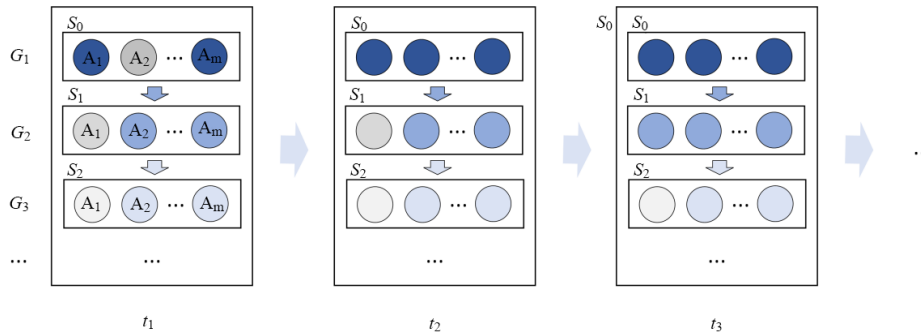 S₀ S₀ S₀ S₀
G₁ A₁ A₂ ... Aₘ ... ...
S₁ S₁ S₁
G₂ A₁ A₂ ... Aₘ ... ...
S₂ S₂ S₂
G₃ A₁ A₂ ... Aₘ ... ...
... ... ... ...
t₁ t₂ t₃